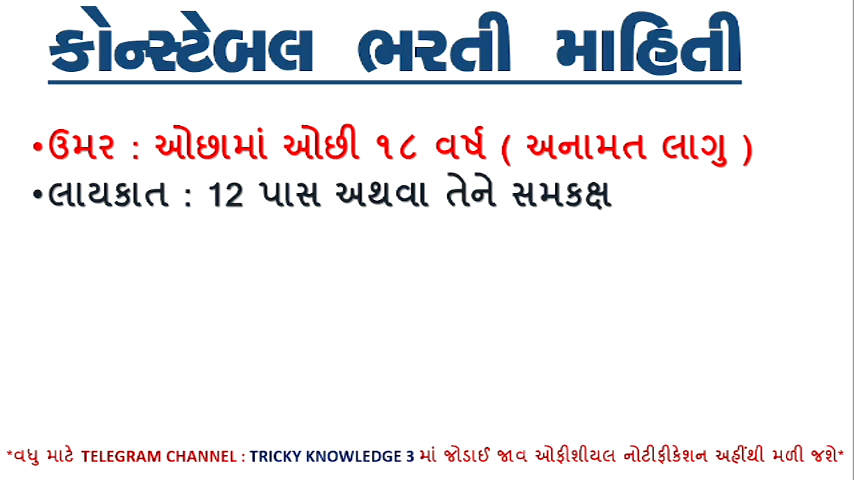 કોન્સ્ટેબલ ભરતી માહિતી
•ઉમર : ઓછામાં ઓછી ૧૮ વર્ષ ( અનામત લાગુ )
•લાયકાત : 12 પાસ અથવા તેને સમકક્ષ
*વધુ માટે TELEGRAM CHANNEL : TRICKY KNOWLEDGE 3 માં જોડાઈ જાવ ઓફીશીયલ નોટીફીકેશન અહીંથી મળી જશે*